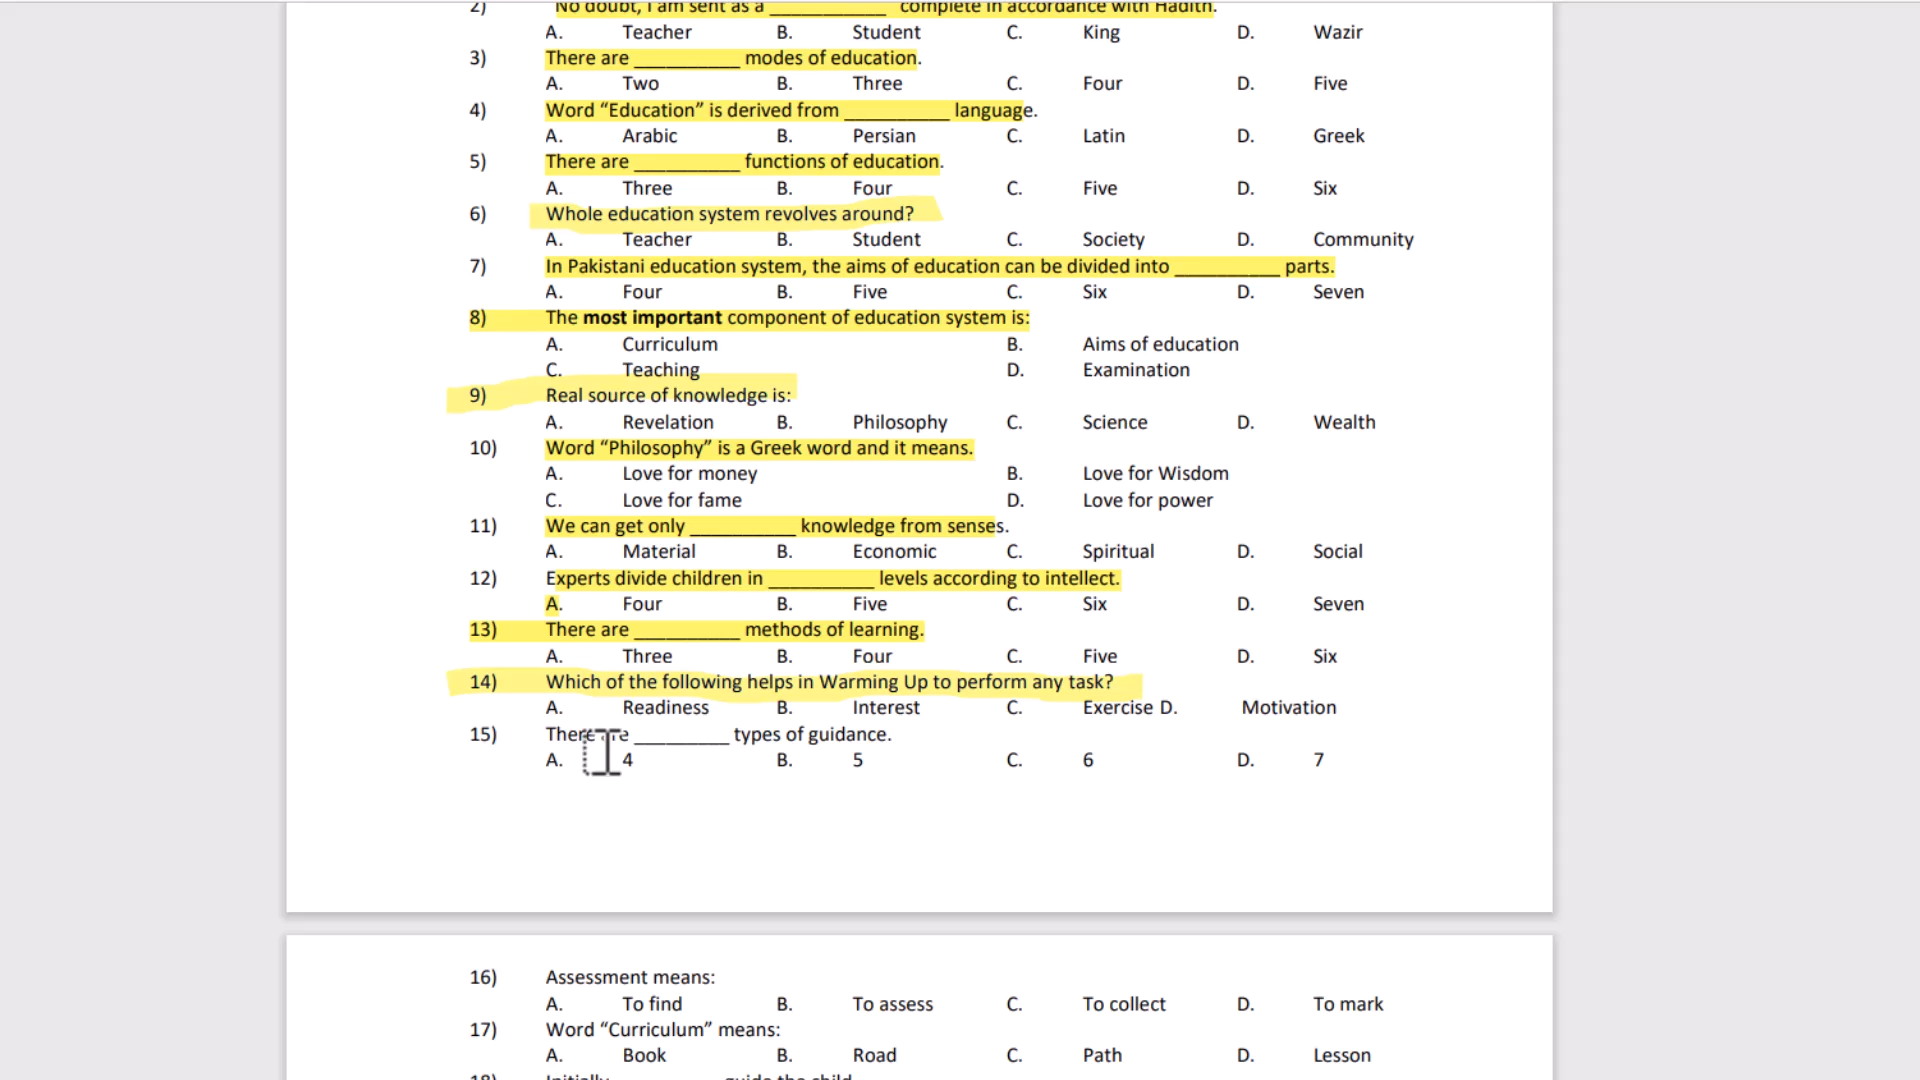 2) "No doubt, I am sent as a ___________" complete in accordance with Hadith.
A. Teacher B. Student C. King D. Wazir
3) There are __________ modes of education.
A. Two B. Three C. Four D. Five
4) Word “Education” is derived from __________ language.
A. Arabic B. Persian C. Latin D. Greek
5) There are __________ functions of education.
A. Three B. Four C. Five D. Six
6) Whole education system revolves around?
A. Teacher B. Student C. Society D. Community
7) In Pakistani education system, the aims of education can be divided into __________ parts.
A. Four B. Five C. Six D. Seven
8) The most important component of education system is:
A. Curriculum B. Aims of education
C. Teaching D. Examination
9) Real source of knowledge is:
A. Revelation B. Philosophy C. Science D. Wealth
10) Word “Philosophy” is a Greek word and it means.
A. Love for money B. Love for Wisdom
C. Love for fame D. Love for power
11) We can get only __________ knowledge from senses.
A. Material B. Economic C. Spiritual D. Social
12) Experts divide children in __________ levels according to intellect.
A. Four B. Five C. Six D. Seven
13) There are __________ methods of learning.
A. Three B. Four C. Five D. Six
14) Which of the following helps in Warming Up to perform any task?
A. Readiness B. Interest C. Exercise D. Motivation
15) There are _________ types of guidance.
A. 4 B. 5 C. 6 D. 7
16) Assessment means:
A. To find B. To assess C. To collect D. To mark
17) Word “Curriculum” means:
A. Book B. Road C. Path D. Lesson
18) Initially __________ guide the child